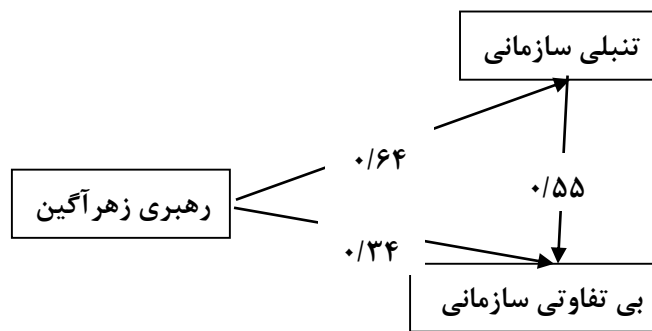 تنبلی سازمانی
۰/۶۴
۰/۵۵
رهبری زهرآگین
۰/۳۴
بی تفاوتی سازمانی